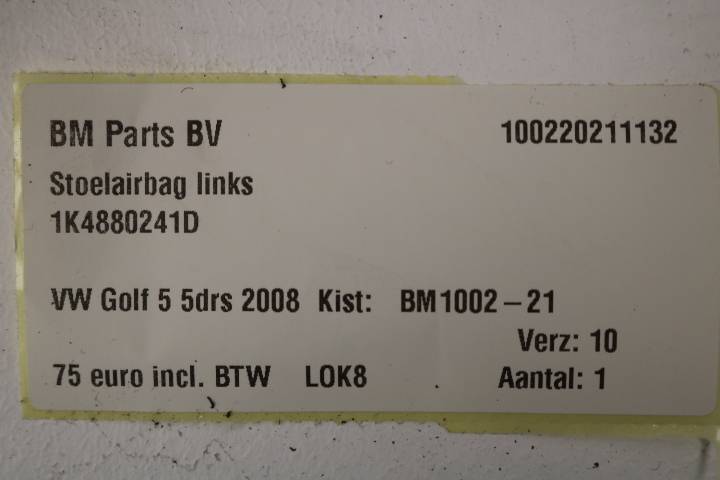 BM Parts BV 100220211132
Stoelairbag links
1K4880241D
VW Golf 5 5drs 2008 Kist: BM1002-21
Verz: 10
75 euro incl. BTW LOK8 Aantal: 1